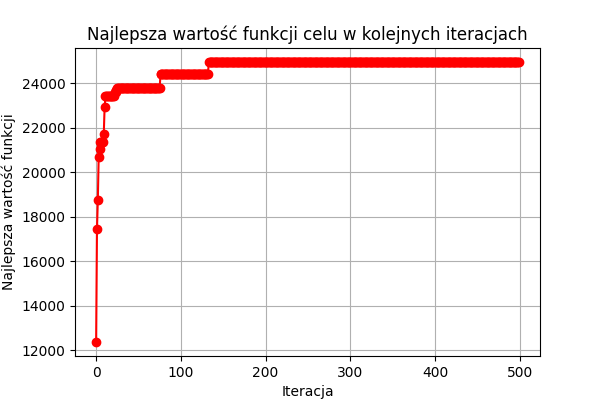 Najlepsza wartość funkcji celu w kolejnych iteracjach
Najlepsza wartość funkcji
24000
22000
20000
18000
16000
14000
12000
0 100 200 300 400 500
Iteracja